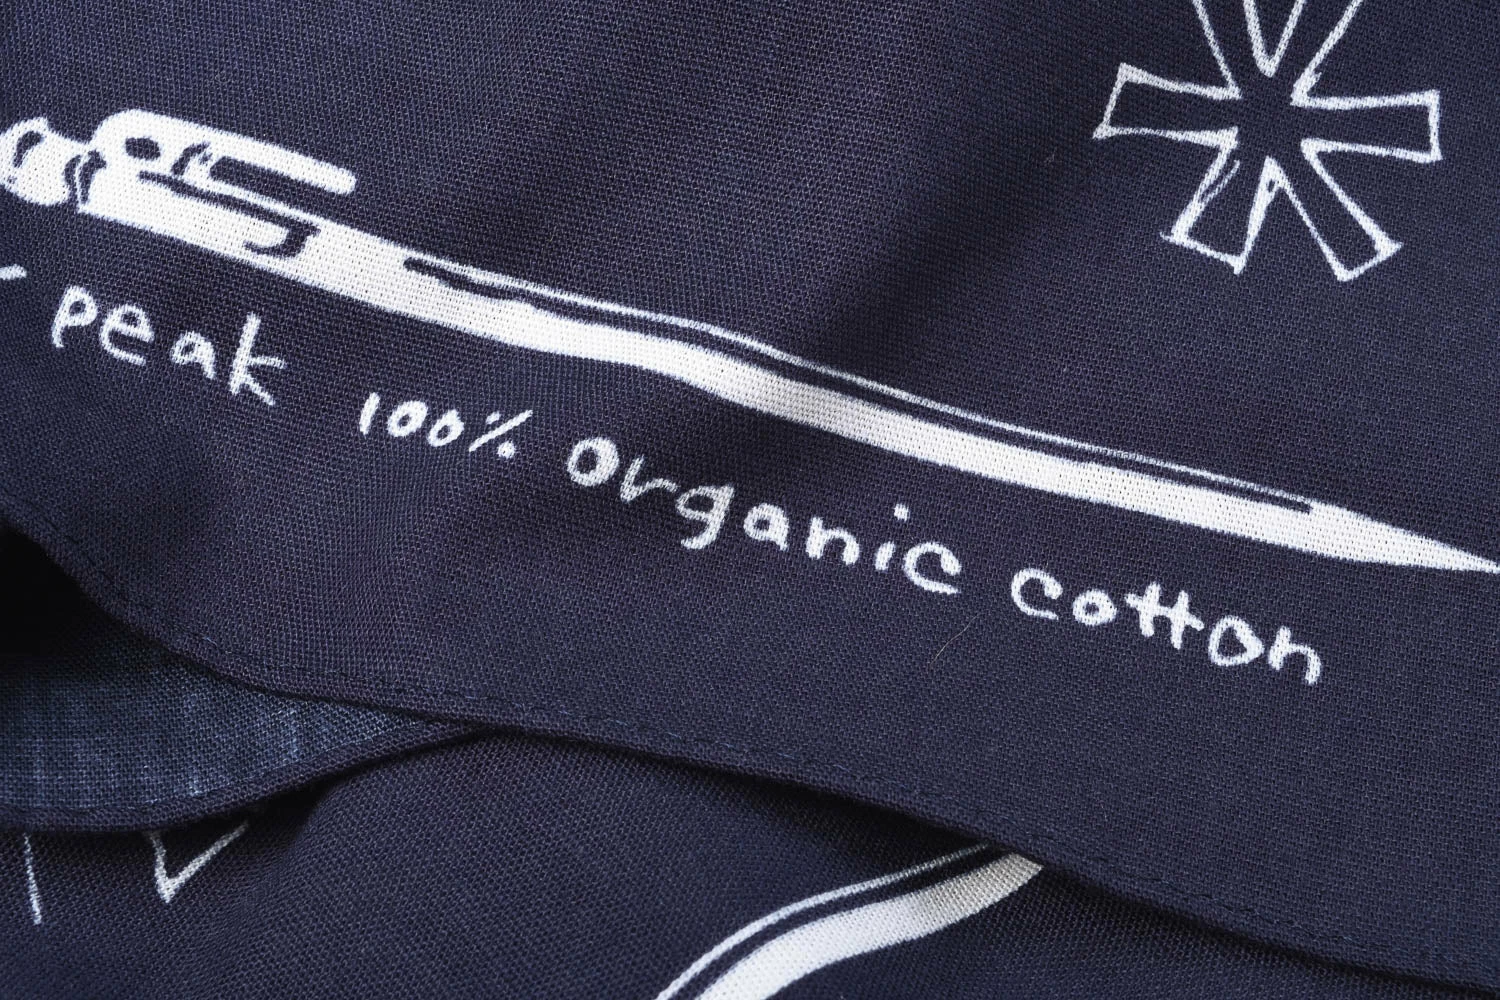 peak 100% organic cotton